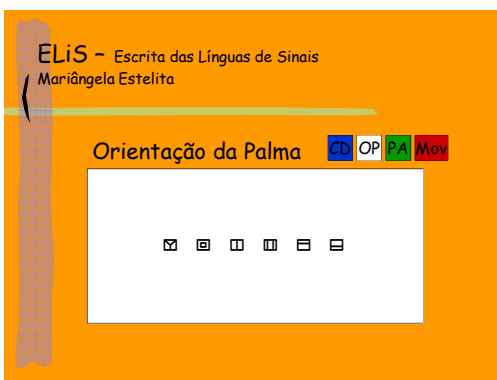 ELiS – Escrita das Línguas de Sinais
Mariângela Estelita
Orientação da Palma CD OP PA Mov